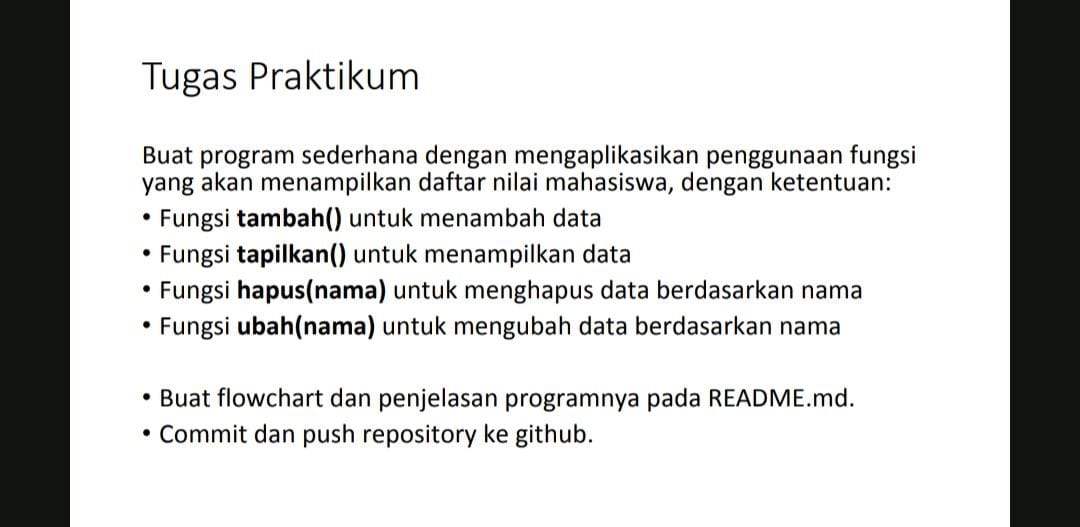 Tugas Praktikum
Buat program sederhana dengan mengaplikasikan penggunaan fungsi
yang akan menampilkan daftar nilai mahasiswa, dengan ketentuan:
• Fungsi tambah() untuk menambah data
• Fungsi tapilkan() untuk menampilkan data
• Fungsi hapus(nama) untuk menghapus data berdasarkan nama
• Fungsi ubah(nama) untuk mengubah data berdasarkan nama
• Buat flowchart dan penjelasan programnya pada README.md.
• Commit dan push repository ke github.